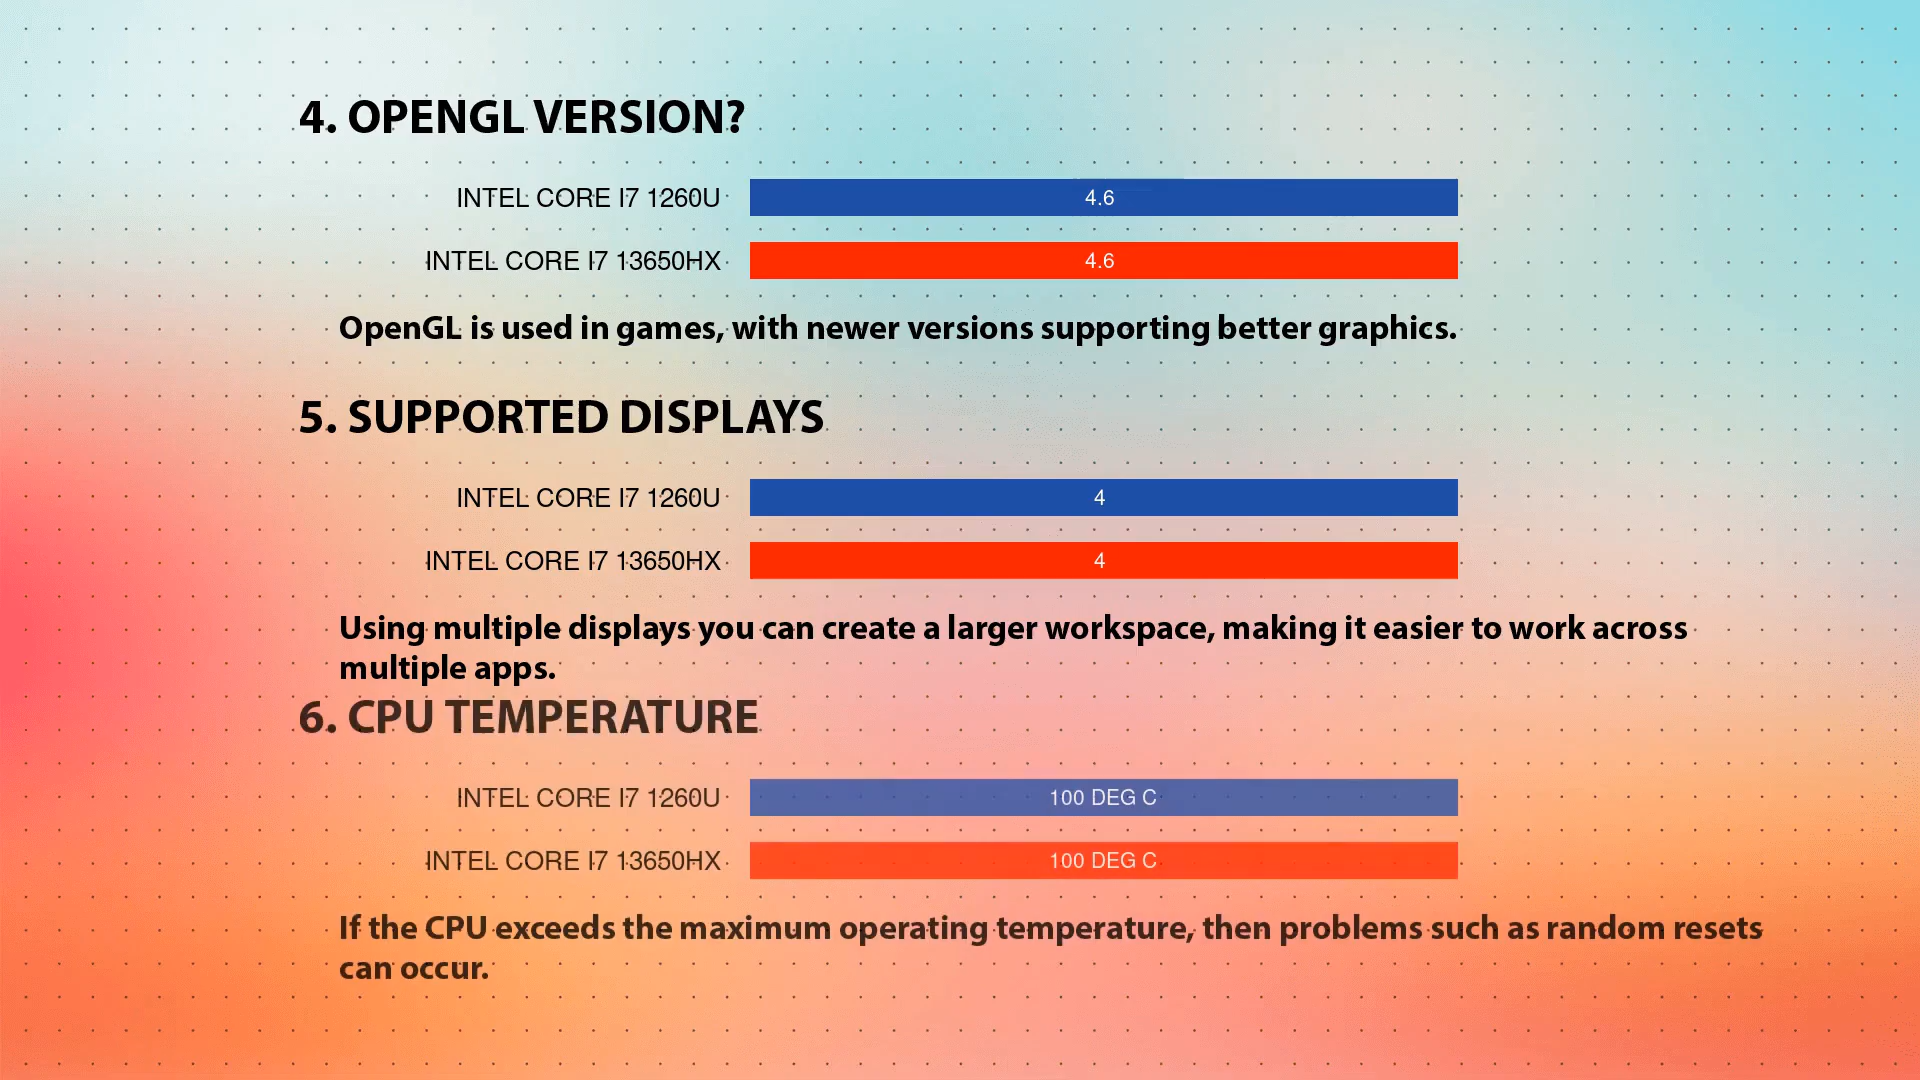 4. OPENGL VERSION?
INTEL CORE I7 1260U
4.6
INTEL CORE I7 13650HX
4.6
OpenGL is used in games, with newer versions supporting better graphics.
5. SUPPORTED DISPLAYS
INTEL CORE I7 1260U
4
INTEL CORE I7 13650HX
4
Using multiple displays you can create a larger workspace, making it easier to work across
multiple apps.
6. CPU TEMPERATURE
INTEL CORE I7 1260U
100 DEG C
INTEL CORE I7 13650HX
100 DEG C
If the CPU exceeds the maximum operating temperature, then problems such as random resets
can occur.